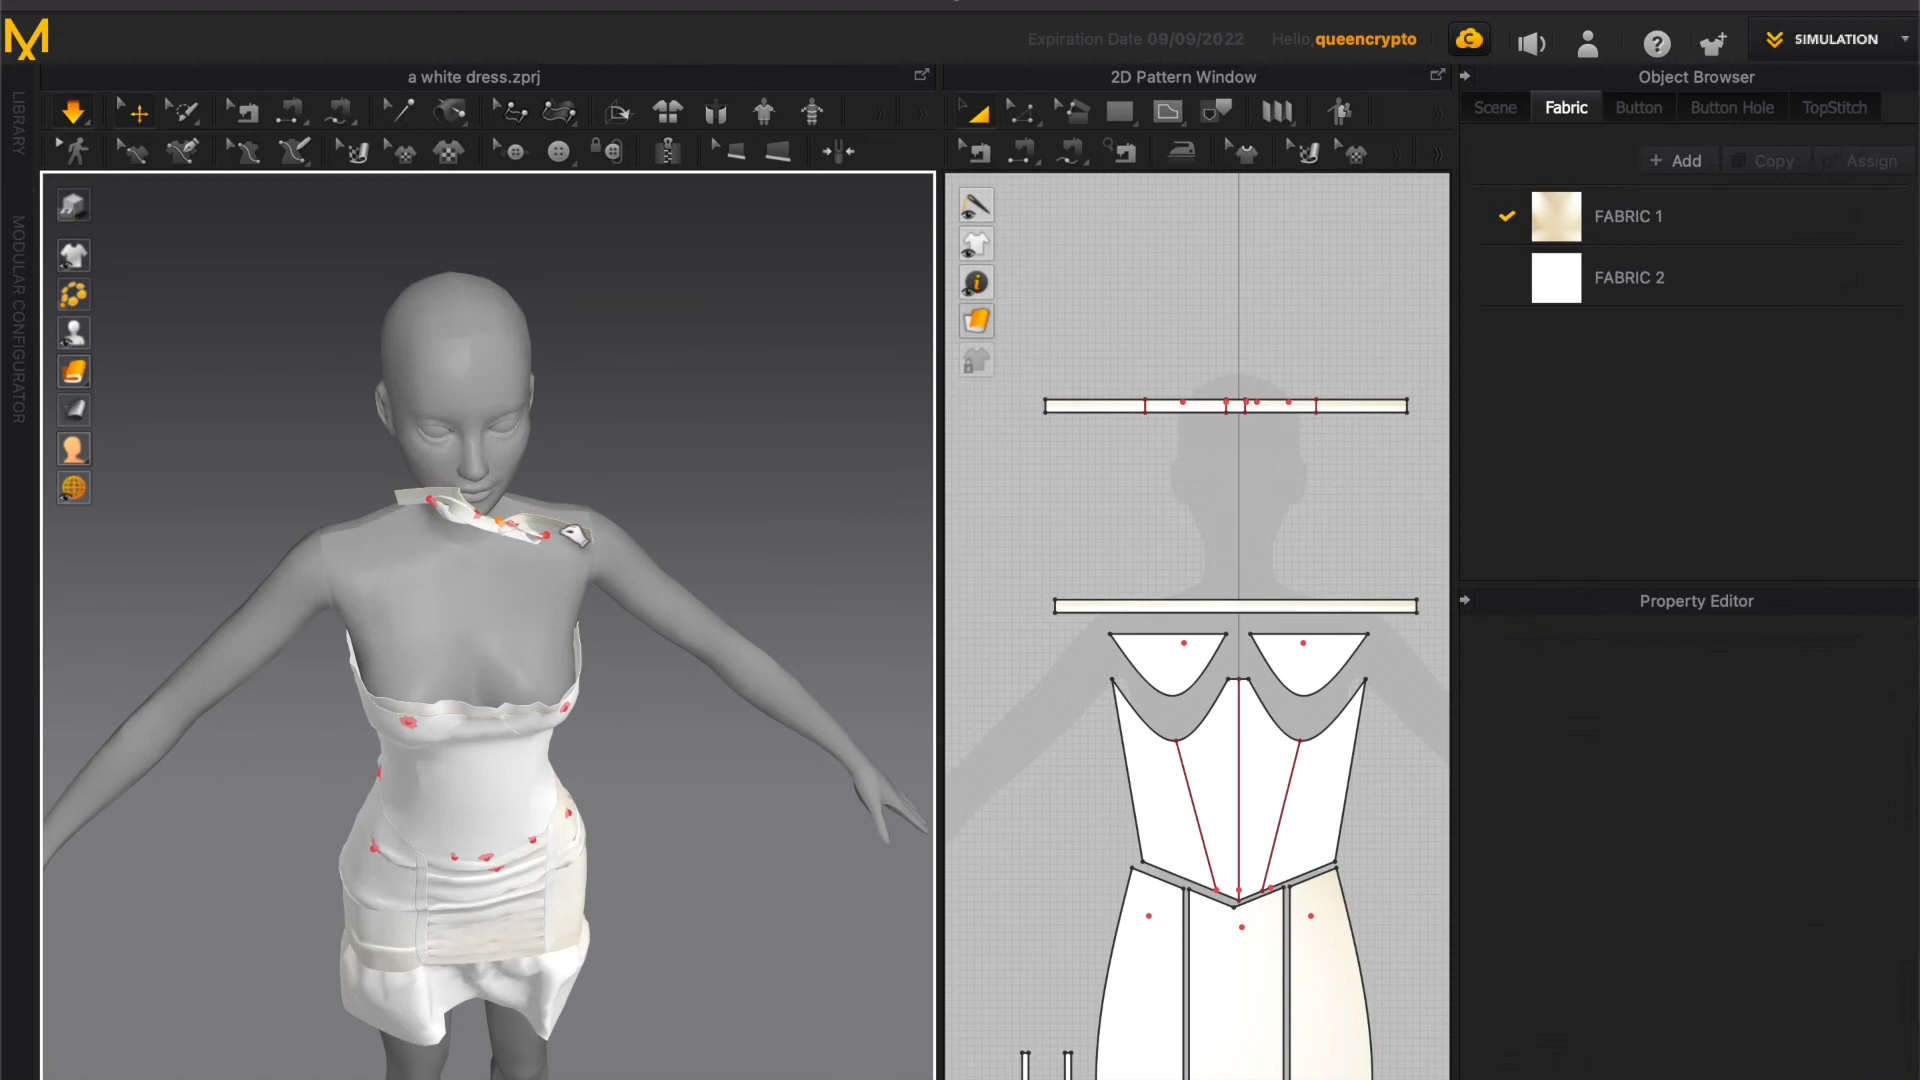 Expiration Date 09/09/2022 Hello,queencrypto
SIMULATION
a white dress.zprj
2D Pattern Window
Object Browser
Scene Fabric Button Button Hole TopStitch
+ Add Copy Assign
FABRIC 1
FABRIC 2
Property Editor
LIBRARY
MODULAR CONFIGURATOR